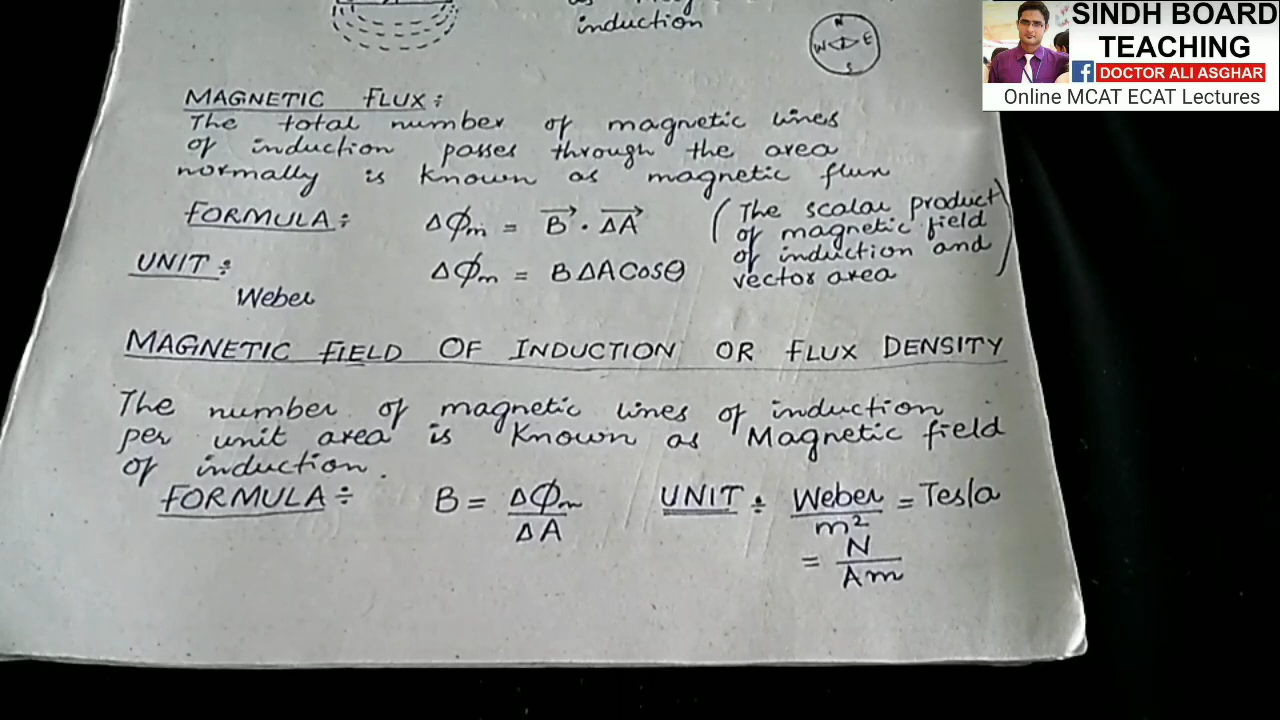 induction
N
W E
S
SINDH BOARD
TEACHING
f DOCTOR ALI ASGHAR
Online MCAT ECAT Lectures
MAGNETIC FLUX:
The total number of magnetic lines
of induction passes through the area
normally is known as magnetic flux
FORMULA÷ Δφm = B⃗ . ΔA⃗ (The scalar product
of magnetic field
of induction and
vector area)
UNIT÷ Δφm = BΔACosθ
Weber
MAGNETIC FIELD OF INDUCTION OR FLUX DENSITY
The number of magnetic lines of induction
per unit area is known as Magnetic field
of induction.
FORMULA÷ B = Δφm/ΔA UNIT÷ Weber/m² = Tesla
= N/Am